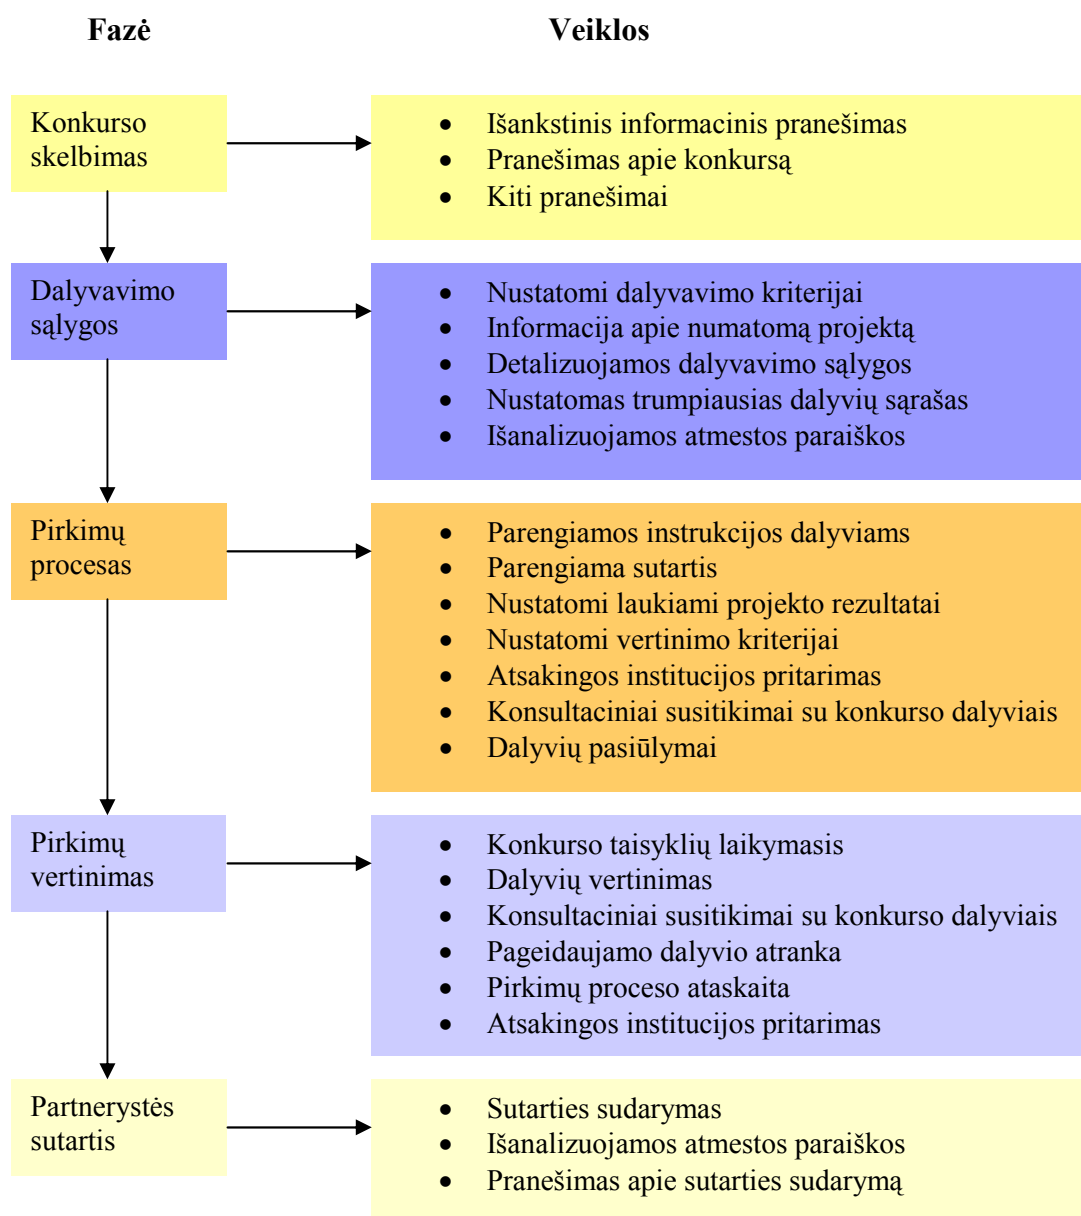 Fazė
Veiklos
Konkurso
skelbimas
• Išankstinis informacinis pranešimas
• Pranešimas apie konkursą
• Kiti pranešimai
Dalyvavimo
sąlygos
• Nustatomi dalyvavimo kriterijai
• Informacija apie numatomą projektą
• Detalizuojamos dalyvavimo sąlygos
• Nustatomas trumpiausias dalyvių sąrašas
• Išanalizuojamos atmestos paraiškos
Pirkimų
procesas
• Parengiamos instrukcijos dalyviams
• Parengiama sutartis
• Nustatomi laukiami projekto rezultatai
• Nustatomi vertinimo kriterijai
• Atsakingos institucijos pritarimas
• Konsultaciniai susitikimai su konkurso dalyviais
• Dalyvių pasiūlymai
Pirkimų
vertinimas
• Konkurso taisyklių laikymasis
• Dalyvių vertinimas
• Konsultaciniai susitikimai su konkurso dalyviais
• Pageidaujamo dalyvio atranka
• Pirkimų proceso ataskaita
• Atsakingos institucijos pritarimas
Partnerystės
sutartis
• Sutarties sudarymas
• Išanalizuojamos atmestos paraiškos
• Pranešimas apie sutarties sudarymą